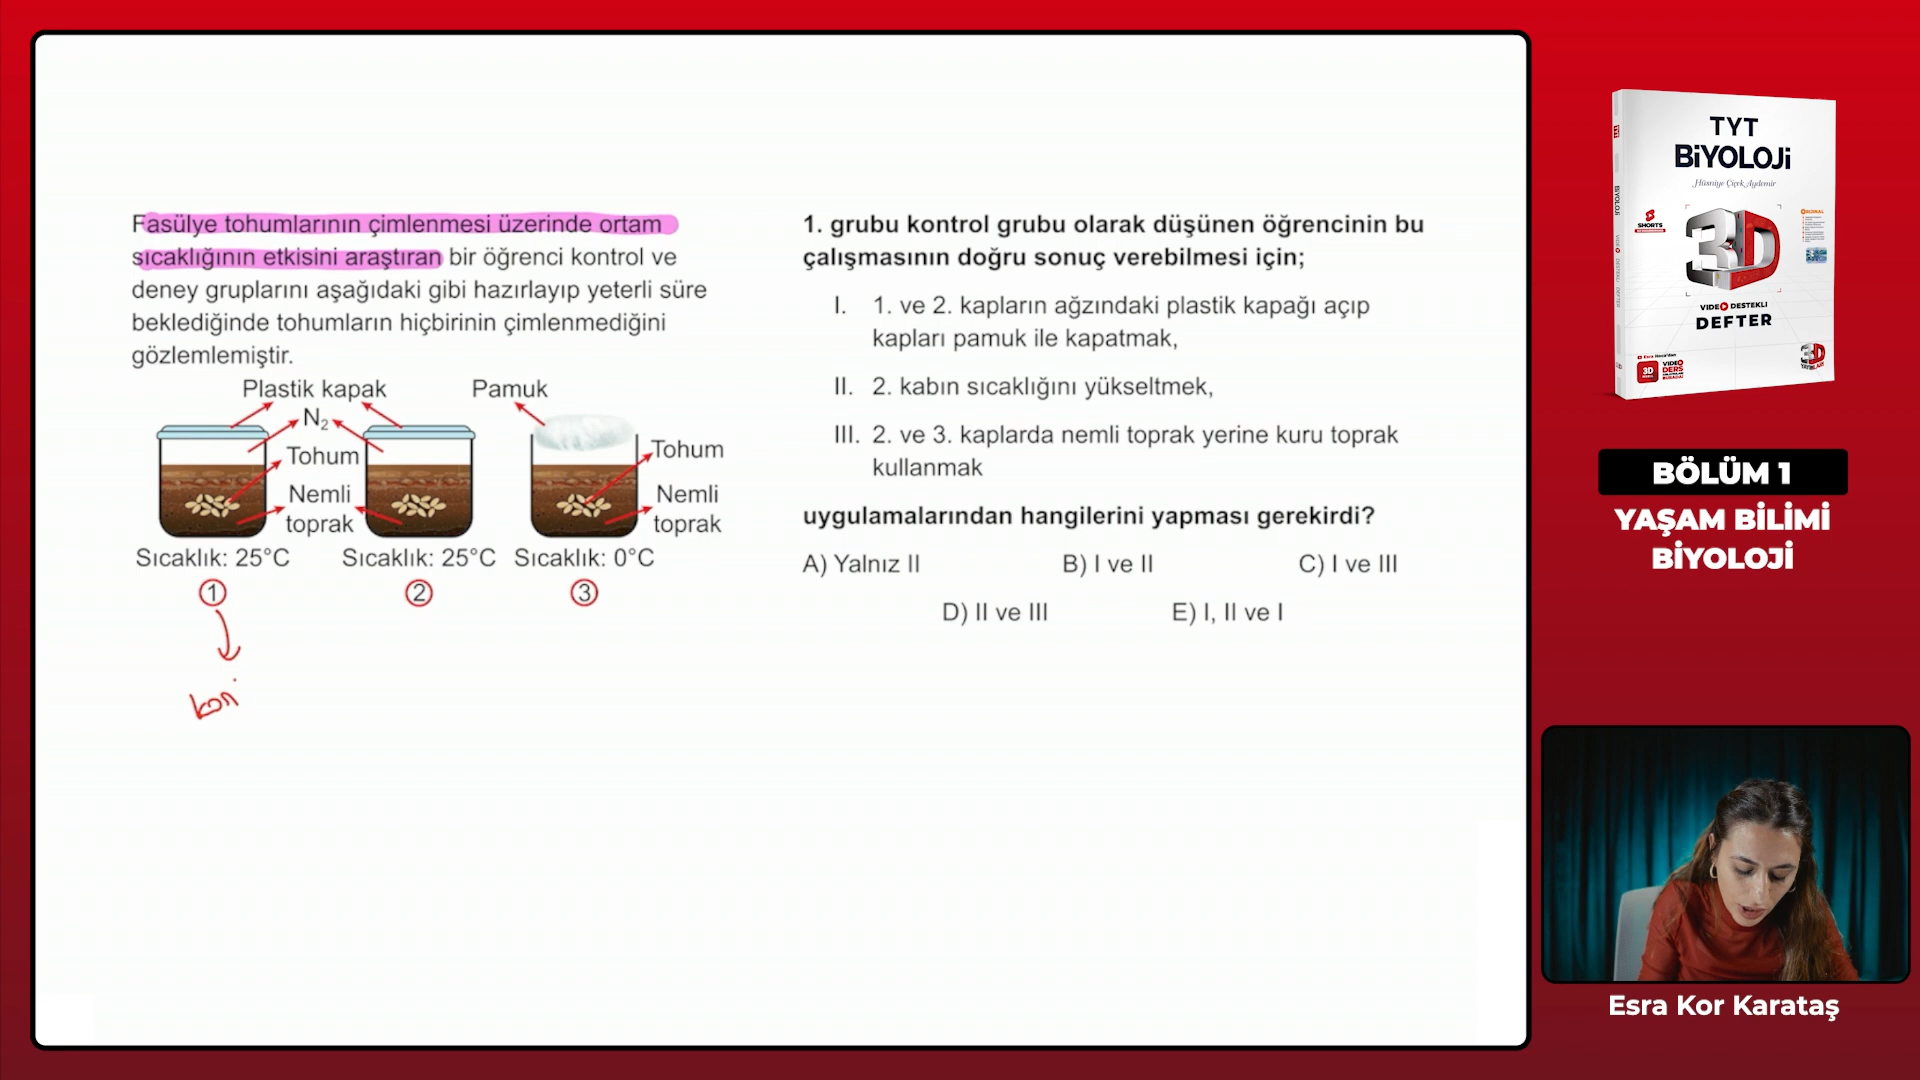 Fasülye tohumlarının çimlenmesi üzerinde ortam
sıcaklığının etkisini araştıran bir öğrenci kontrol ve
deney gruplarını aşağıdaki gibi hazırlayıp yeterli süre
beklediğinde tohumların hiçbirinin çimlenmediğini
gözlemlemiştir.
Plastik kapak
Pamuk
N₂
Tohum
Tohum
Nemli
toprak
Nemli
toprak
Sıcaklık: 25°C
Sıcaklık: 25°C
Sıcaklık: 0°C
1
2
3
kon
1. grubu kontrol grubu olarak düşünen öğrencinin bu
çalışmasının doğru sonuç verebilmesi için;
I. 1. ve 2. kapların ağzındaki plastik kapağı açıp
kapları pamuk ile kapatmak,
II. 2. kabın sıcaklığını yükseltmek,
III. 2. ve 3. kaplarda nemli toprak yerine kuru toprak
kullanmak
uygulamalarından hangilerini yapması gerekirdi?
A) Yalnız II
B) I ve II
C) I ve III
D) II ve III
E) I, II ve I
TYT
BİYOLOJİ
Hüsniye Çiçek Aydemir
SHORTS
3D
VIDEO DESTEKLİ
DEFTER
BÖLÜM 1
YAŞAM BİLİMİ
BİYOLOJİ
Esra Kor Karataş